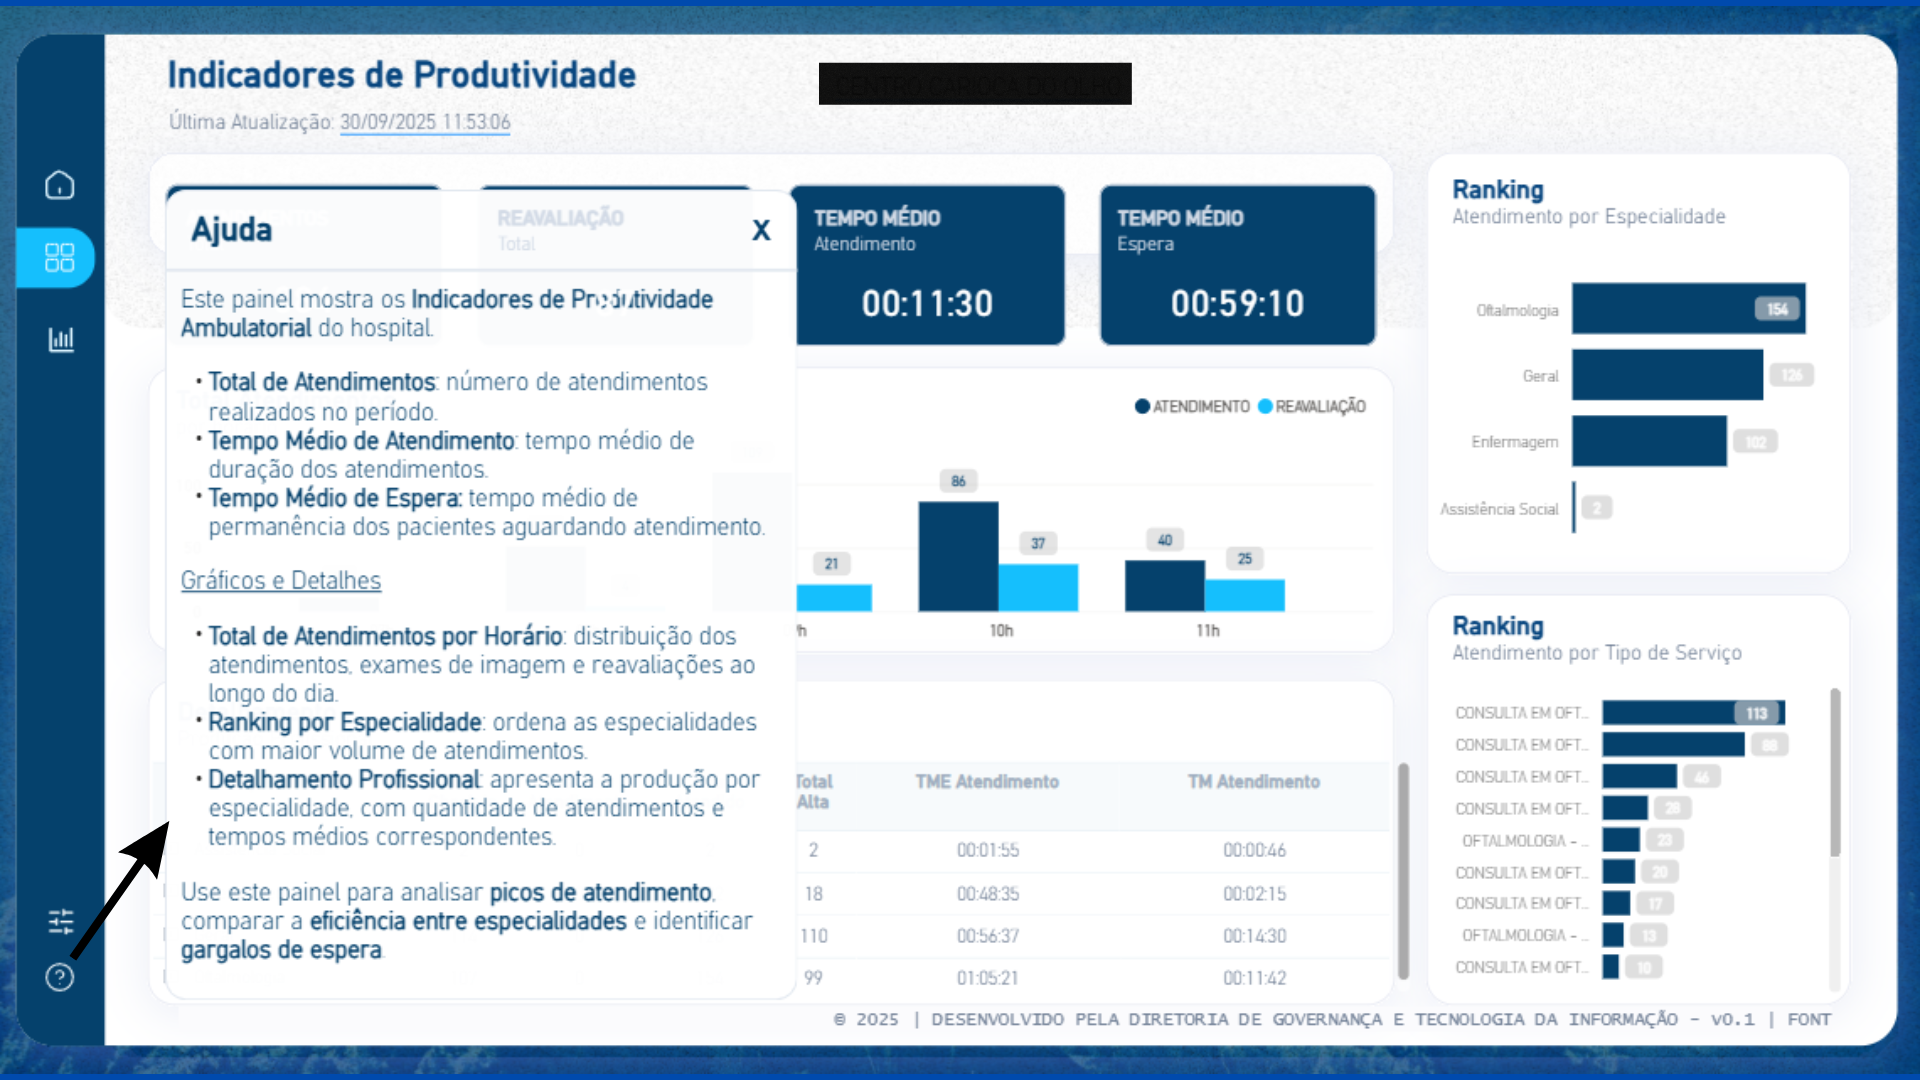 Indicadores de Produtividade
CENTRO CARIOCA DO OLHO
Última Atualização: 30/09/2025 11:53:06
REAVALIAÇÃO
Total
TEMPO MÉDIO
Atendimento
00:11:30
TEMPO MÉDIO
Espera
00:59:10
Ajuda
X
Este painel mostra os Indicadores de Produtividade
Ambulatorial do hospital.
• Total de Atendimentos: número de atendimentos
realizados no período.
• Tempo Médio de Atendimento: tempo médio de
duração dos atendimentos.
• Tempo Médio de Espera: tempo médio de
permanência dos pacientes aguardando atendimento.
Gráficos e Detalhes
• Total de Atendimentos por Horário: distribuição dos
atendimentos, exames de imagem e reavaliações ao
longo do dia.
• Ranking por Especialidade: ordena as especialidades
com maior volume de atendimentos.
• Detalhamento Profissional: apresenta a produção por
especialidade, com quantidade de atendimentos e
tempos médios correspondentes.
Use este painel para analisar picos de atendimento,
comparar a eficiência entre especialidades e identificar
gargalos de espera.
ATENDIMENTO REAVALIAÇÃO
21
86
37
40
25
10h
11h
Total
Alta
TME Atendimento
TM Atendimento
2 00:01:55 00:00:46
18 00:48:35 00:02:15
110 00:56:37 00:14:30
99 01:05:21 00:11:42
Ranking
Atendimento por Especialidade
Oftalmologia 154
Geral 126
Enfermagem 102
Assistência Social 2
Ranking
Atendimento por Tipo de Serviço
CONSULTA EM OFT... 113
CONSULTA EM OFT... 88
CONSULTA EM OFT... 46
CONSULTA EM OFT... 28
OFTALMOLOGIA - ... 23
CONSULTA EM OFT... 20
CONSULTA EM OFT... 17
OFTALMOLOGIA - ... 13
CONSULTA EM OFT... 10
© 2025 | DESENVOLVIDO PELA DIRETORIA DE GOVERNANÇA E TECNOLOGIA DA INFORMAÇÃO - v0.1 | FONT